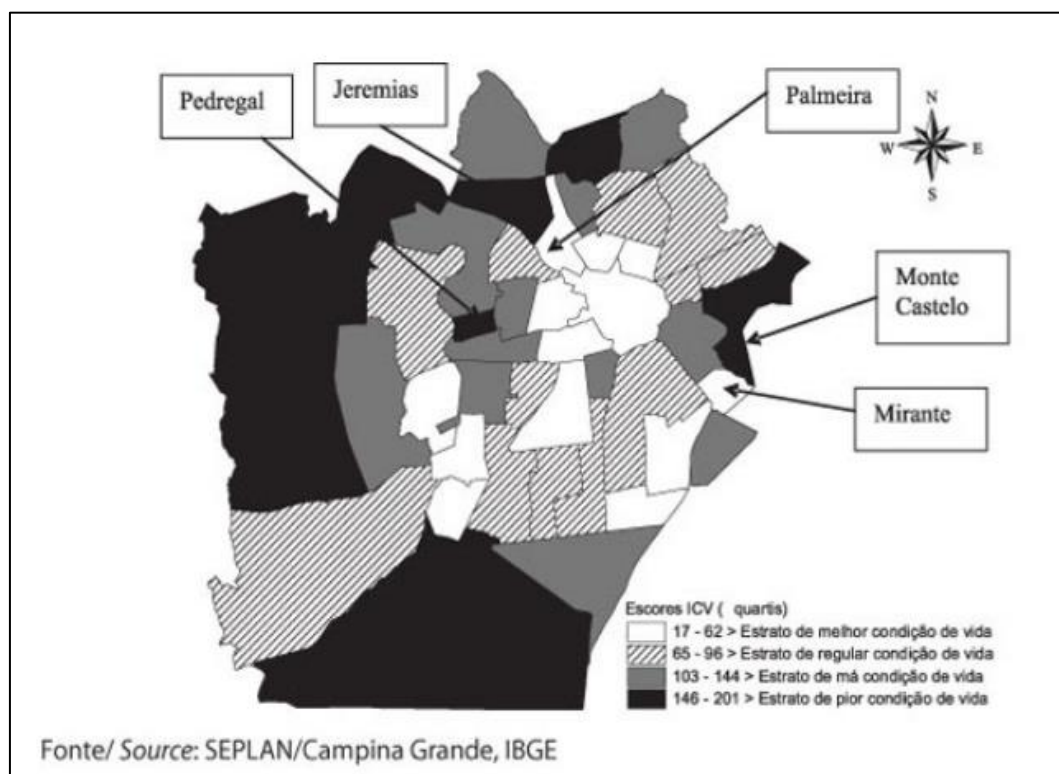 Pedregal
Jeremias
Palmeira
N
W E
S
Monte
Castelo
Mirante
Escores ICV ( quartis)
17 - 62 > Estrato de melhor condição de vida
65 - 96 > Estrato de regular condição de vida
103 - 144 > Estrato de má condição de vida
146 - 201 > Estrato de pior condição de vida
Fonte/ Source: SEPLAN/Campina Grande, IBGE